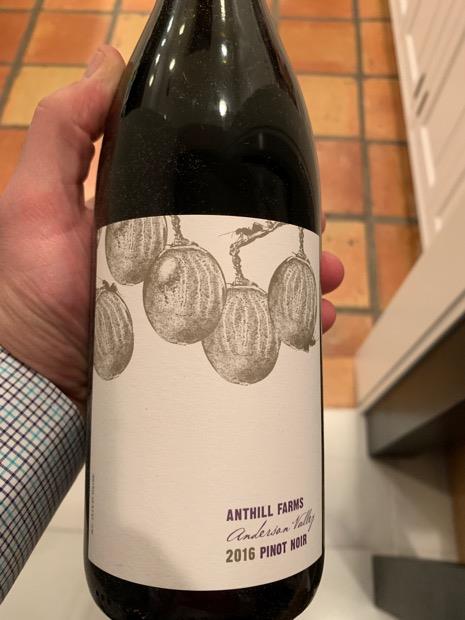 ANTHILL FARMS
Anderson Valley
2016 PINOT NOIR